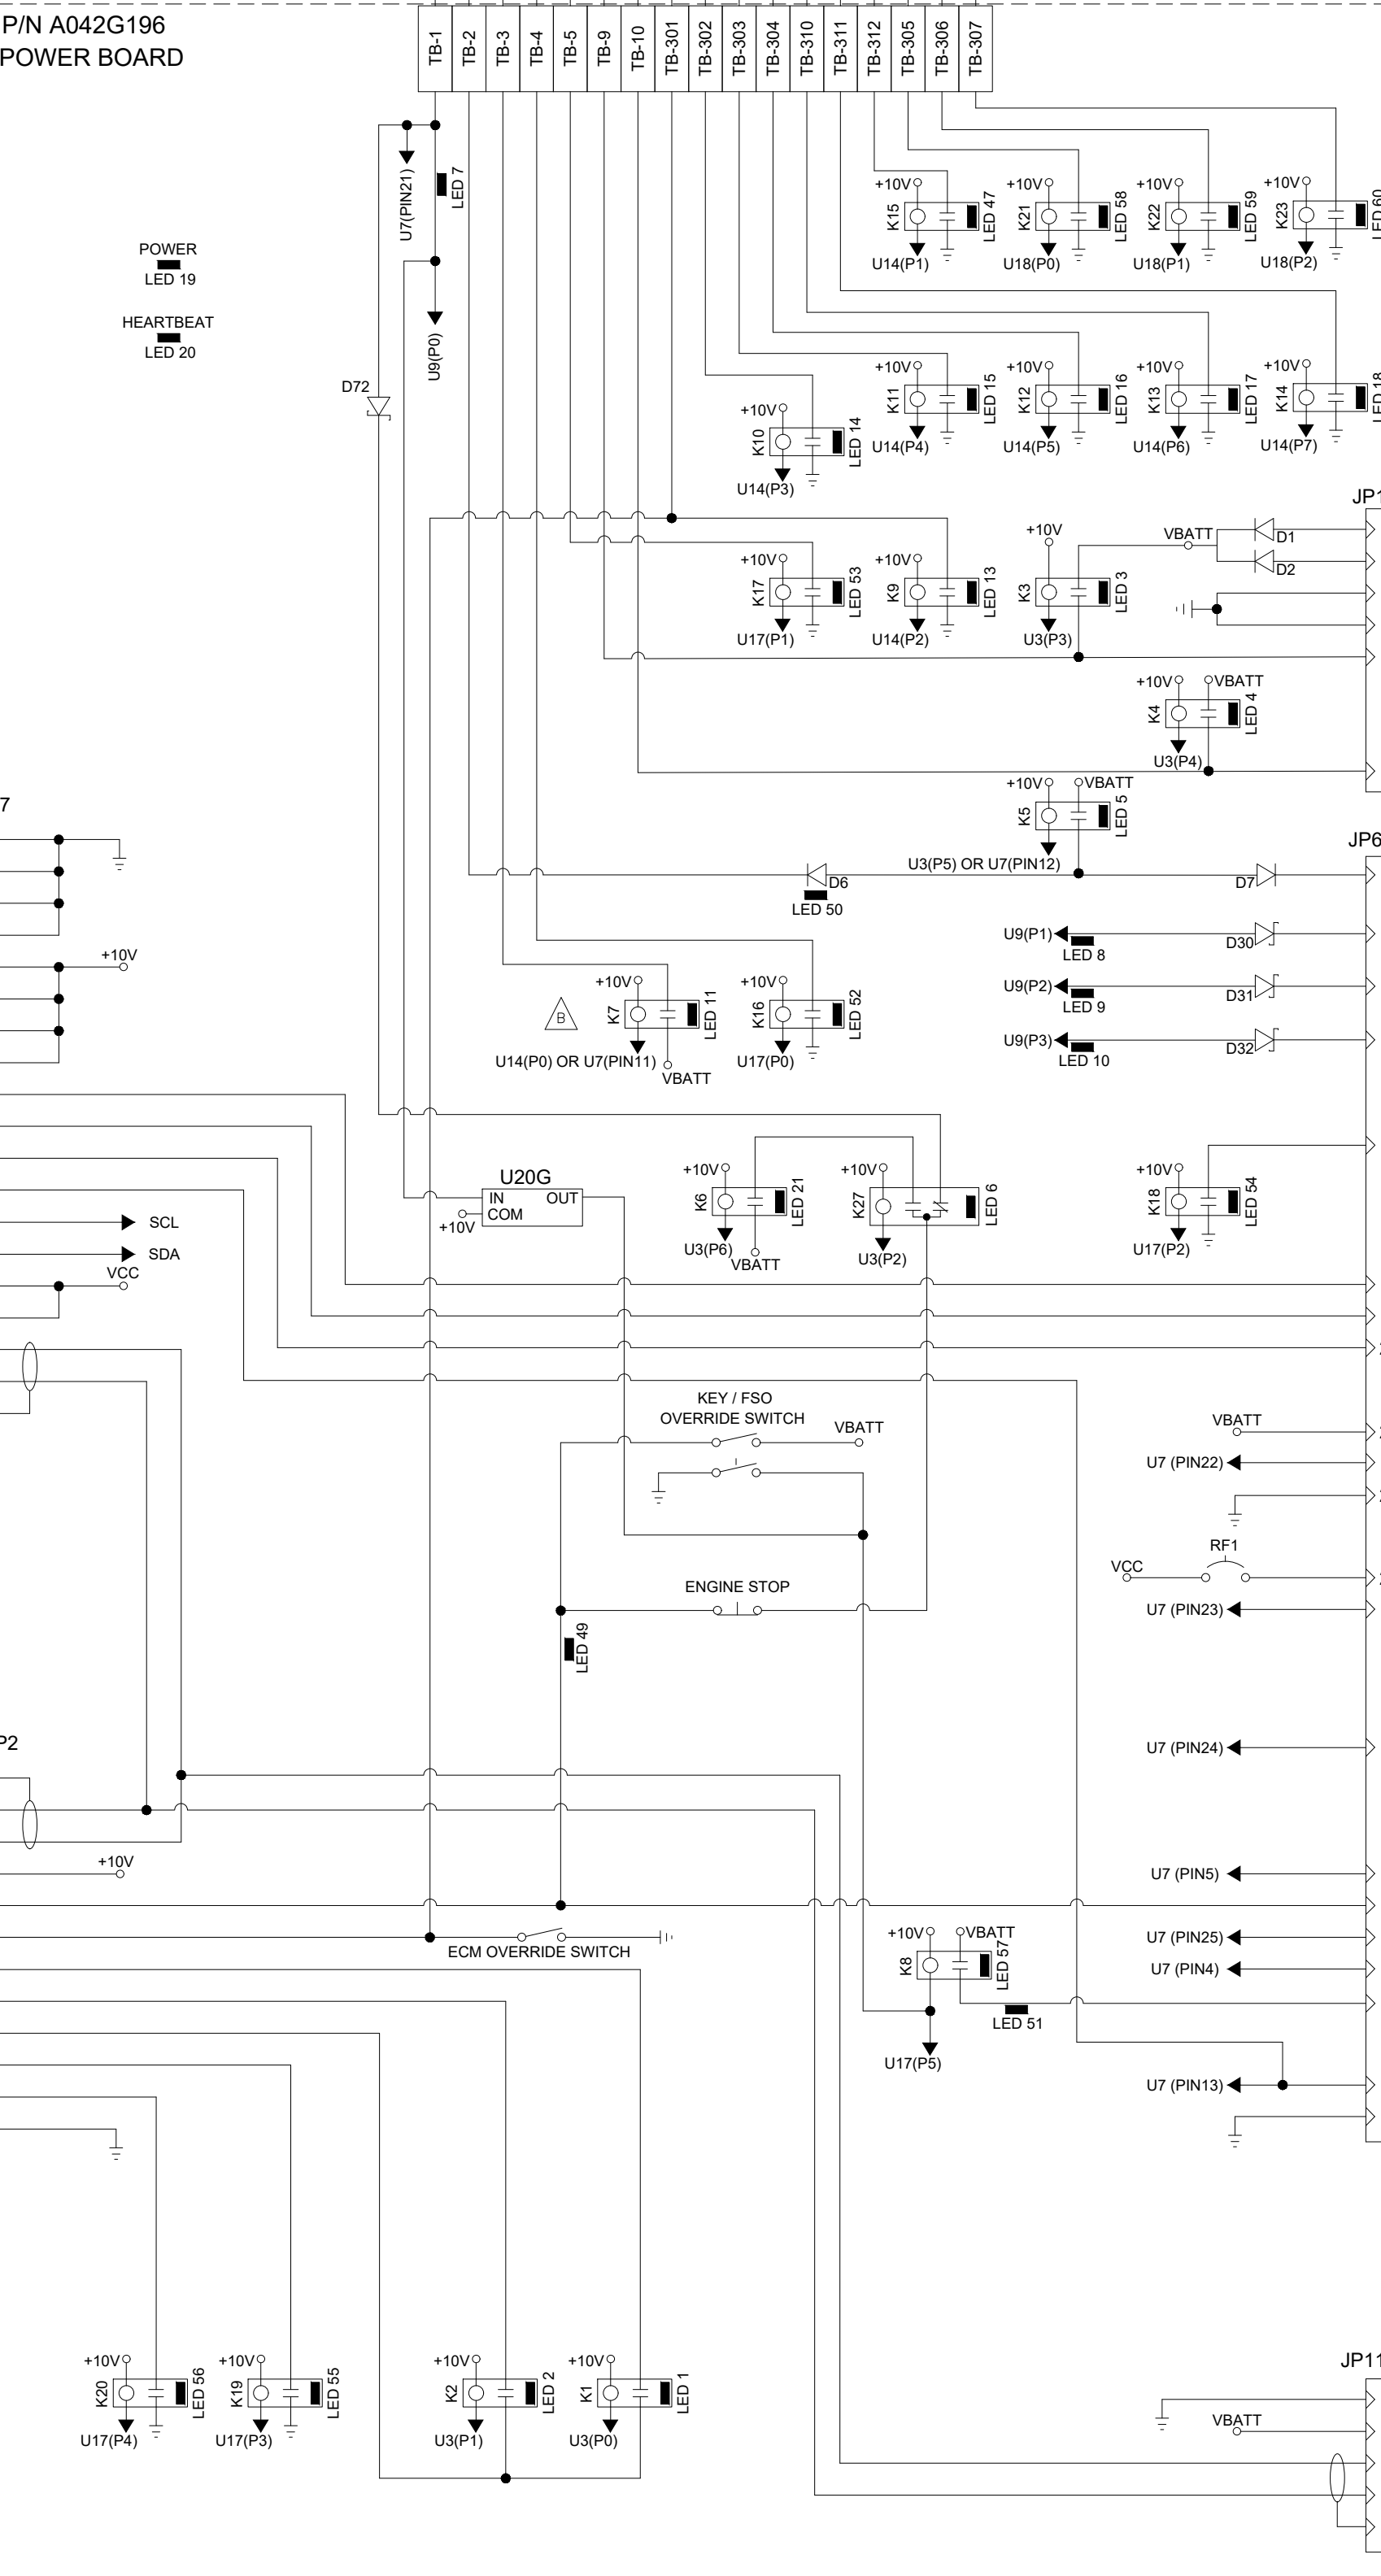 P/N A042G196
POWER BOARD
TB-1
TB-2
TB-3
TB-4
TB-5
TB-9
TB-10
TB-301
TB-302
TB-303
TB-304
TB-310
TB-311
TB-312
TB-305
TB-306
TB-307
U7(PIN21)
LED 7
U9(P0)
POWER
LED 19
HEARTBEAT
LED 20
D72
+10V
K15
LED 47
U14(P1)
+10V
K21
LED 58
U18(P0)
+10V
K22
LED 59
U18(P1)
+10V
K23
LED 60
U18(P2)
+10V
K10
LED 14
U14(P3)
+10V
K11
LED 15
U14(P4)
+10V
K12
LED 16
U14(P5)
+10V
K13
LED 17
U14(P6)
+10V
K14
LED 18
U14(P7)
JP1
+10V
K17
LED 53
U17(P1)
+10V
K9
LED 13
U14(P2)
+10V
K3
LED 3
U3(P3)
VBATT
D1
D2
+10V
VBATT
K4
LED 4
U3(P4)
+10V
VBATT
K5
LED 5
U3(P5) OR U7(PIN12)
7
JP6
D6
LED 50
D7
U9(P1)
LED 8
D30
U9(P2)
LED 9
D31
U9(P3)
LED 10
D32
+10V
B
+10V
K7
LED 11
U14(P0) OR U7(PIN11)
VBATT
+10V
K16
LED 52
U17(P0)
U20G
IN
OUT
COM
+10V
+10V
K6
LED 21
U3(P6)
VBATT
+10V
K27
LED 6
U3(P2)
+10V
K18
LED 54
U17(P2)
SCL
SDA
VCC
KEY / FSO
OVERRIDE SWITCH
VBATT
VBATT
U7 (PIN22)
RF1
VCC
U7 (PIN23)
ENGINE STOP
LED 49
P2
U7 (PIN24)
+10V
U7 (PIN5)
ECM OVERRIDE SWITCH
+10V
VBATT
K8
LED 57
LED 51
U17(P5)
U7 (PIN25)
U7 (PIN4)
U7 (PIN13)
+10V
K20
LED 56
U17(P4)
+10V
K19
LED 55
U17(P3)
+10V
K2
LED 2
U3(P1)
+10V
K1
LED 1
U3(P0)
JP11
VBATT